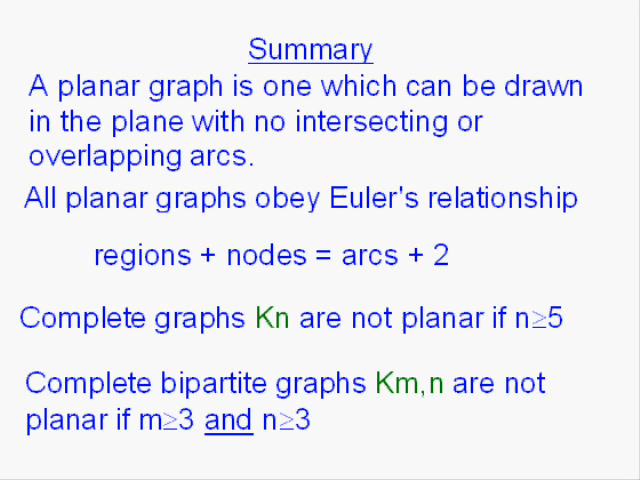 Summary
A planar graph is one which can be drawn
in the plane with no intersecting or
overlapping arcs.
All planar graphs obey Euler's relationship
regions + nodes = arcs + 2
Complete graphs Kn are not planar if n≥5
Complete bipartite graphs Km,n are not
planar if m≥3 and n≥3